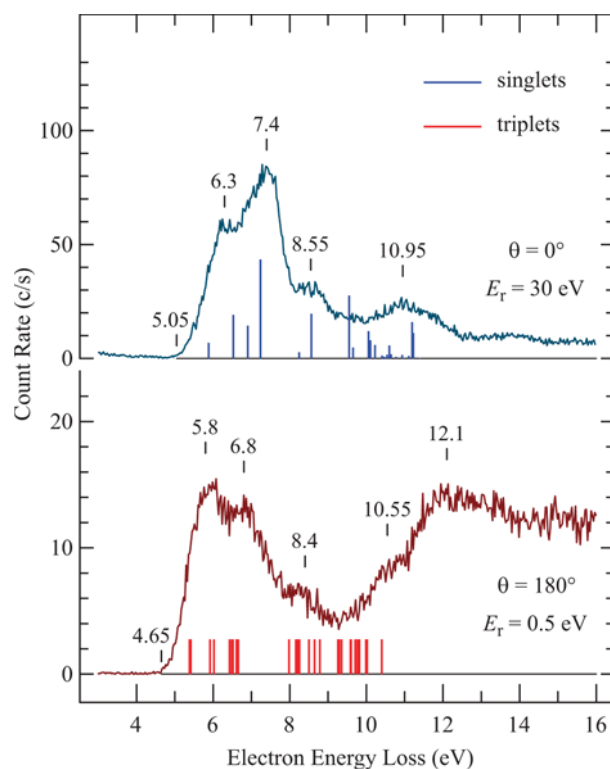 singlets
triplets
100
50
0
5.05
6.3
7.4
8.55
10.95
θ = 0°
Er = 30 eV
Count Rate (c/s)
20
10
0
4.65
5.8
6.8
8.4
10.55
12.1
θ = 180°
Er = 0.5 eV
4 6 8 10 12 14 16
Electron Energy Loss (eV)